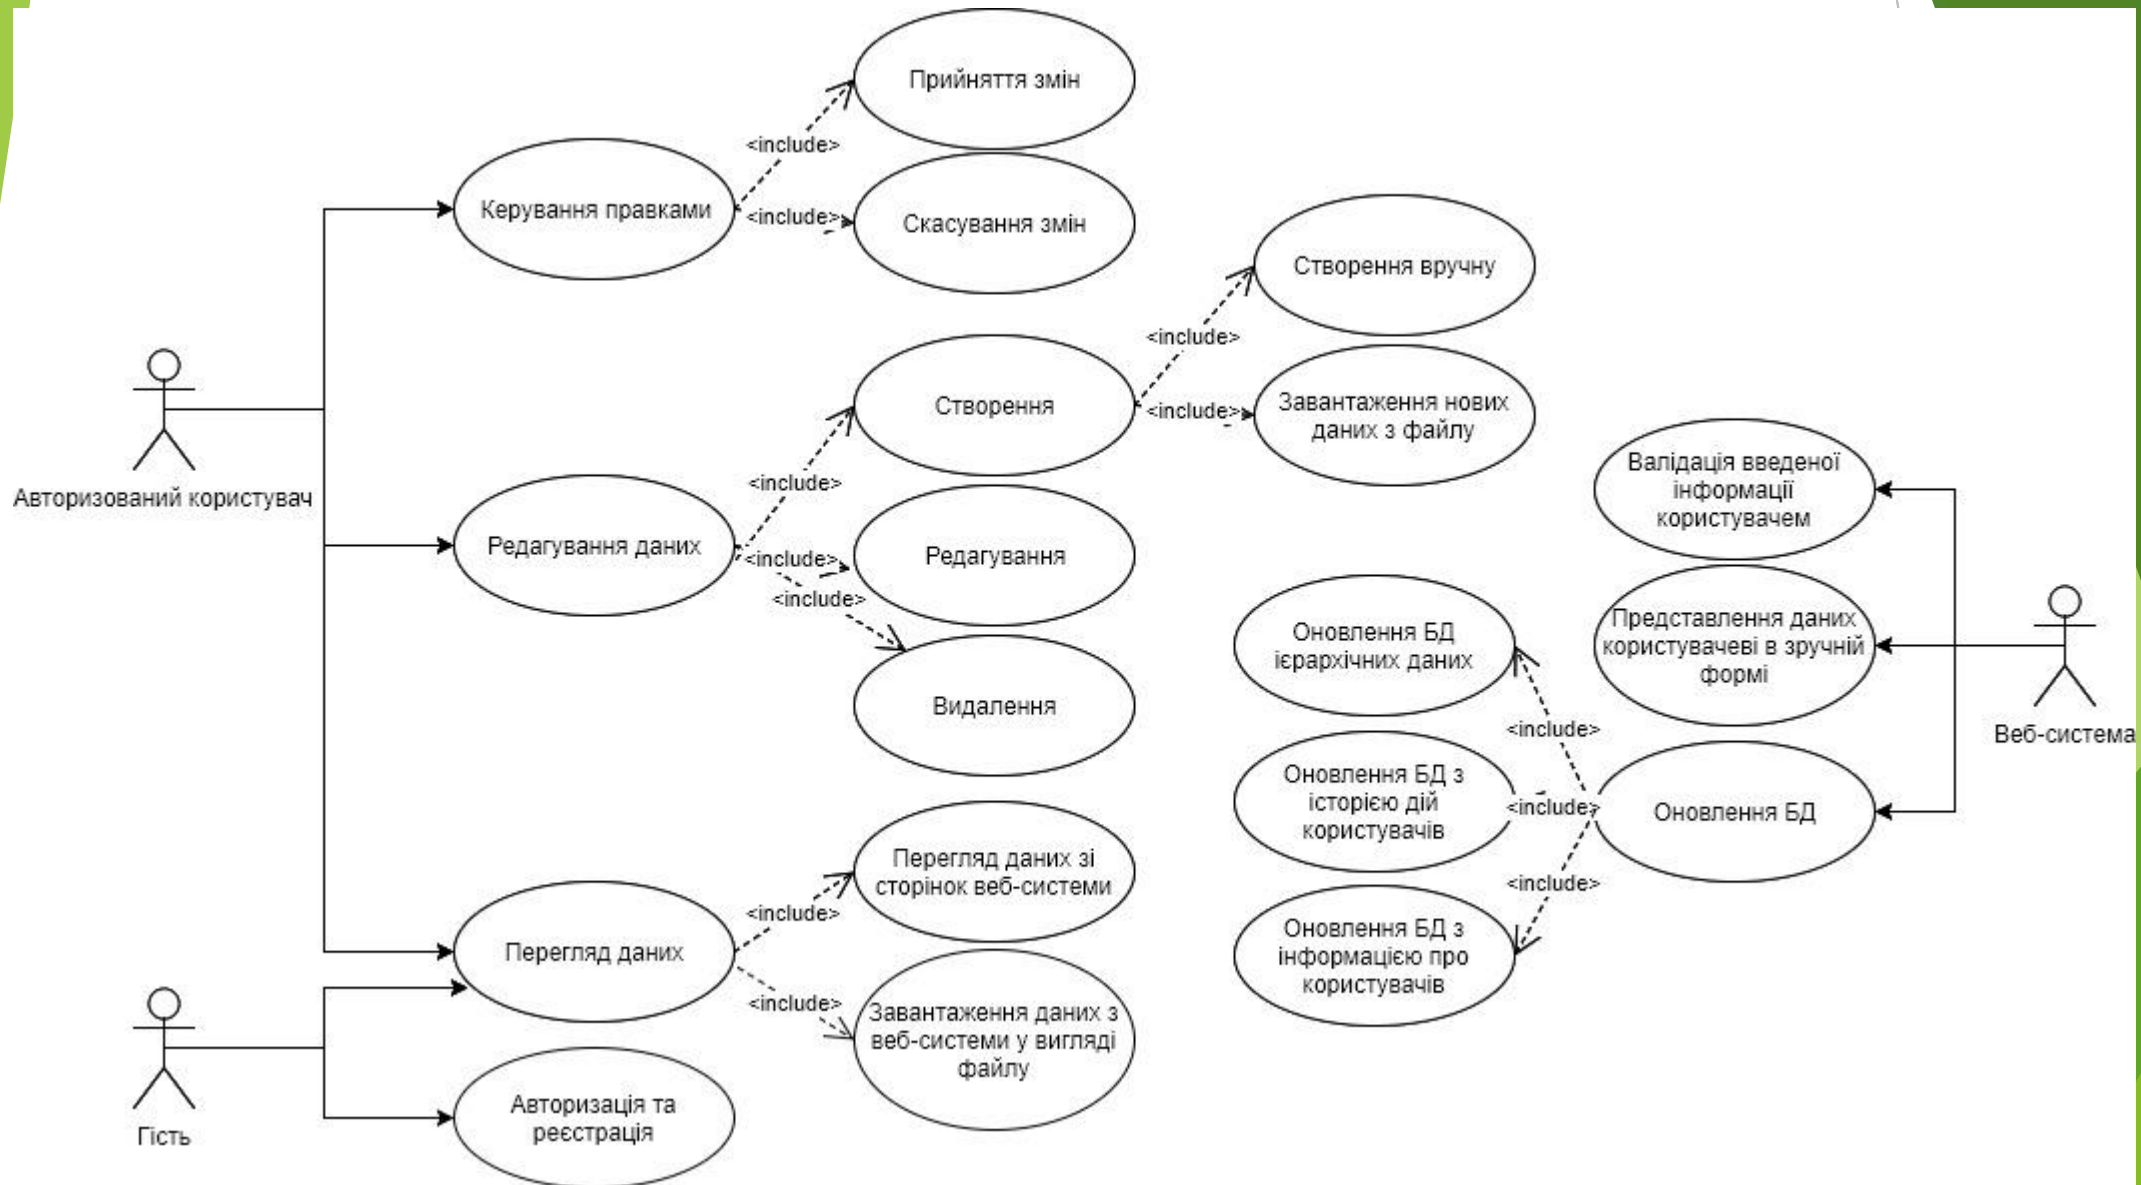 Прийняття змін
<include>
Керування правками
<include>
Скасування змін
Створення вручну
<include>
Створення
<include>
Завантаження нових
даних з файлу
Авторизований користувач
<include>
Редагування даних
<include>
Редагування
<include>
Видалення
Валідація введеної
інформації
користувачем
Представлення даних
користувачеві в зручній
формі
Веб-система
Оновлення БД
ієрархічних даних
<include>
Оновлення БД з
історією дій
користувачів
<include>
Оновлення БД
<include>
Оновлення БД з
інформацією про
користувачів
Перегляд даних зі
сторінок веб-системи
<include>
Перегляд даних
<include>
Завантаження даних з
веб-системи у вигляді
файлу
Гість
Авторизація та
реєстрація